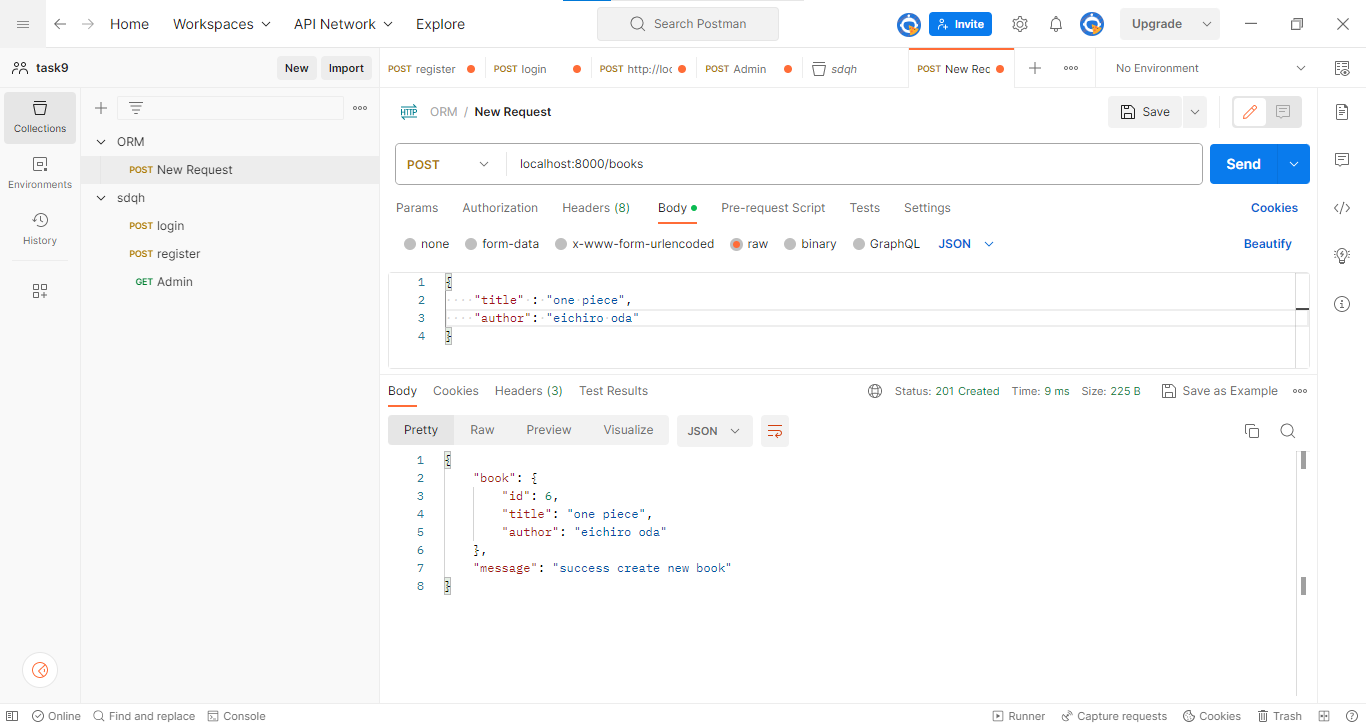 Home Workspaces API Network Explore Search Postman Invite Upgrade
task9 New Import POST register POST login POST http://loc POST Admin sdqh POST New Rec No Environment
Collections
Environments
History
ORM
POST New Request
sdqh
POST login
POST register
GET Admin
HTTP ORM / New Request Save
POST localhost:8000/books Send
Params Authorization Headers (8) Body Pre-request Script Tests Settings Cookies
none form-data x-www-form-urlencoded raw binary GraphQL JSON Beautify
1 {
2 "title" : "one piece",
3 "author": "eichiro oda"
4 }
Body Cookies Headers (3) Test Results Status: 201 Created Time: 9 ms Size: 225 B Save as Example
Pretty Raw Preview Visualize JSON
1 {
2 "book": {
3 "id": 6,
4 "title": "one piece",
5 "author": "eichiro oda"
6 },
7 "message": "success create new book"
8 }
Online Find and replace Console Runner Capture requests Cookies Trash